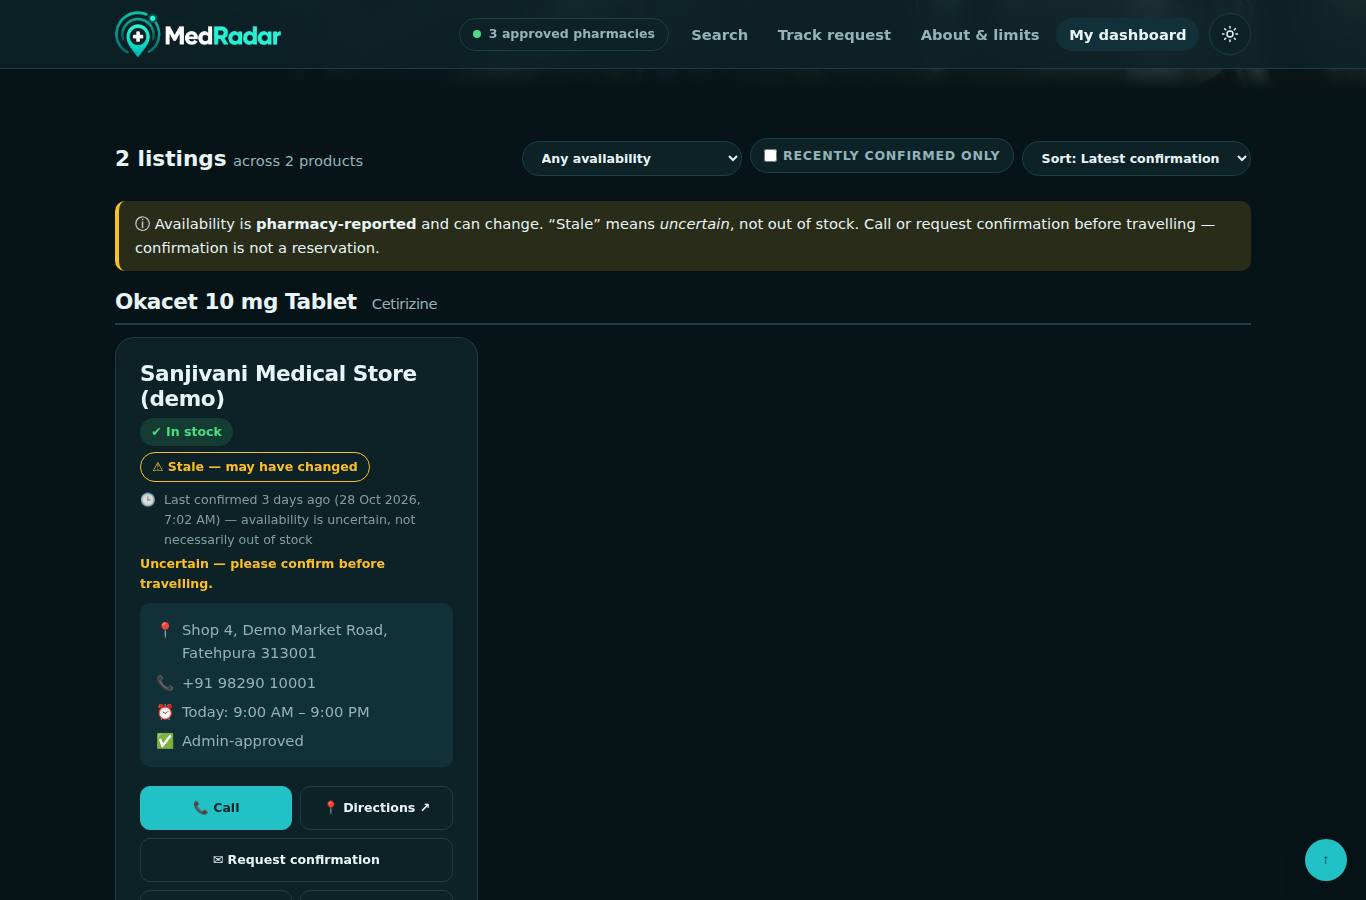 MedRadar
3 approved pharmacies
Search
Track request
About & limits
My dashboard
2 listings across 2 products
Any availability
RECENTLY CONFIRMED ONLY
Sort: Latest confirmation
ⓘ Availability is pharmacy-reported and can change. “Stale” means uncertain, not out of stock. Call or request confirmation before travelling —
confirmation is not a reservation.
Okacet 10 mg Tablet Cetirizine
Sanjivani Medical Store
(demo)
✔ In stock
⚠ Stale — may have changed
🕒 Last confirmed 3 days ago (28 Oct 2026,
7:02 AM) — availability is uncertain, not
necessarily out of stock
Uncertain — please confirm before
travelling.
📍 Shop 4, Demo Market Road,
Fatehpura 313001
📞 +91 98290 10001
⏰ Today: 9:00 AM – 9:00 PM
✅ Admin-approved
📞 Call
📍 Directions ↗
✉ Request confirmation
↑